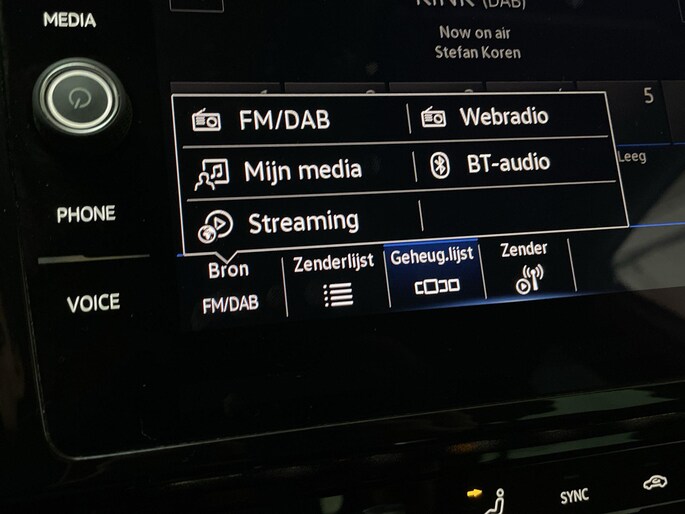 MEDIA
KINK (DAB)
Now on air
Stefan Koren
5
FM/DAB
Webradio
Mijn media
BT-audio
Leeg
Streaming
PHONE
Bron
Zenderlijst
Geheug.lijst
Zender
FM/DAB
VOICE
SYNC